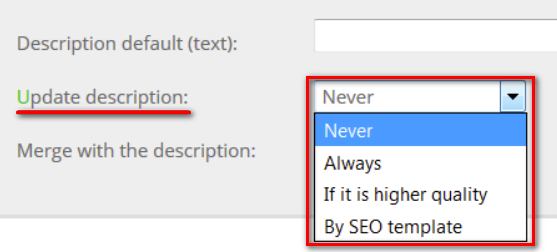 Description default (text):
Update description:
Never
Never
Always
Merge with the description:
If it is higher quality
By SEO template